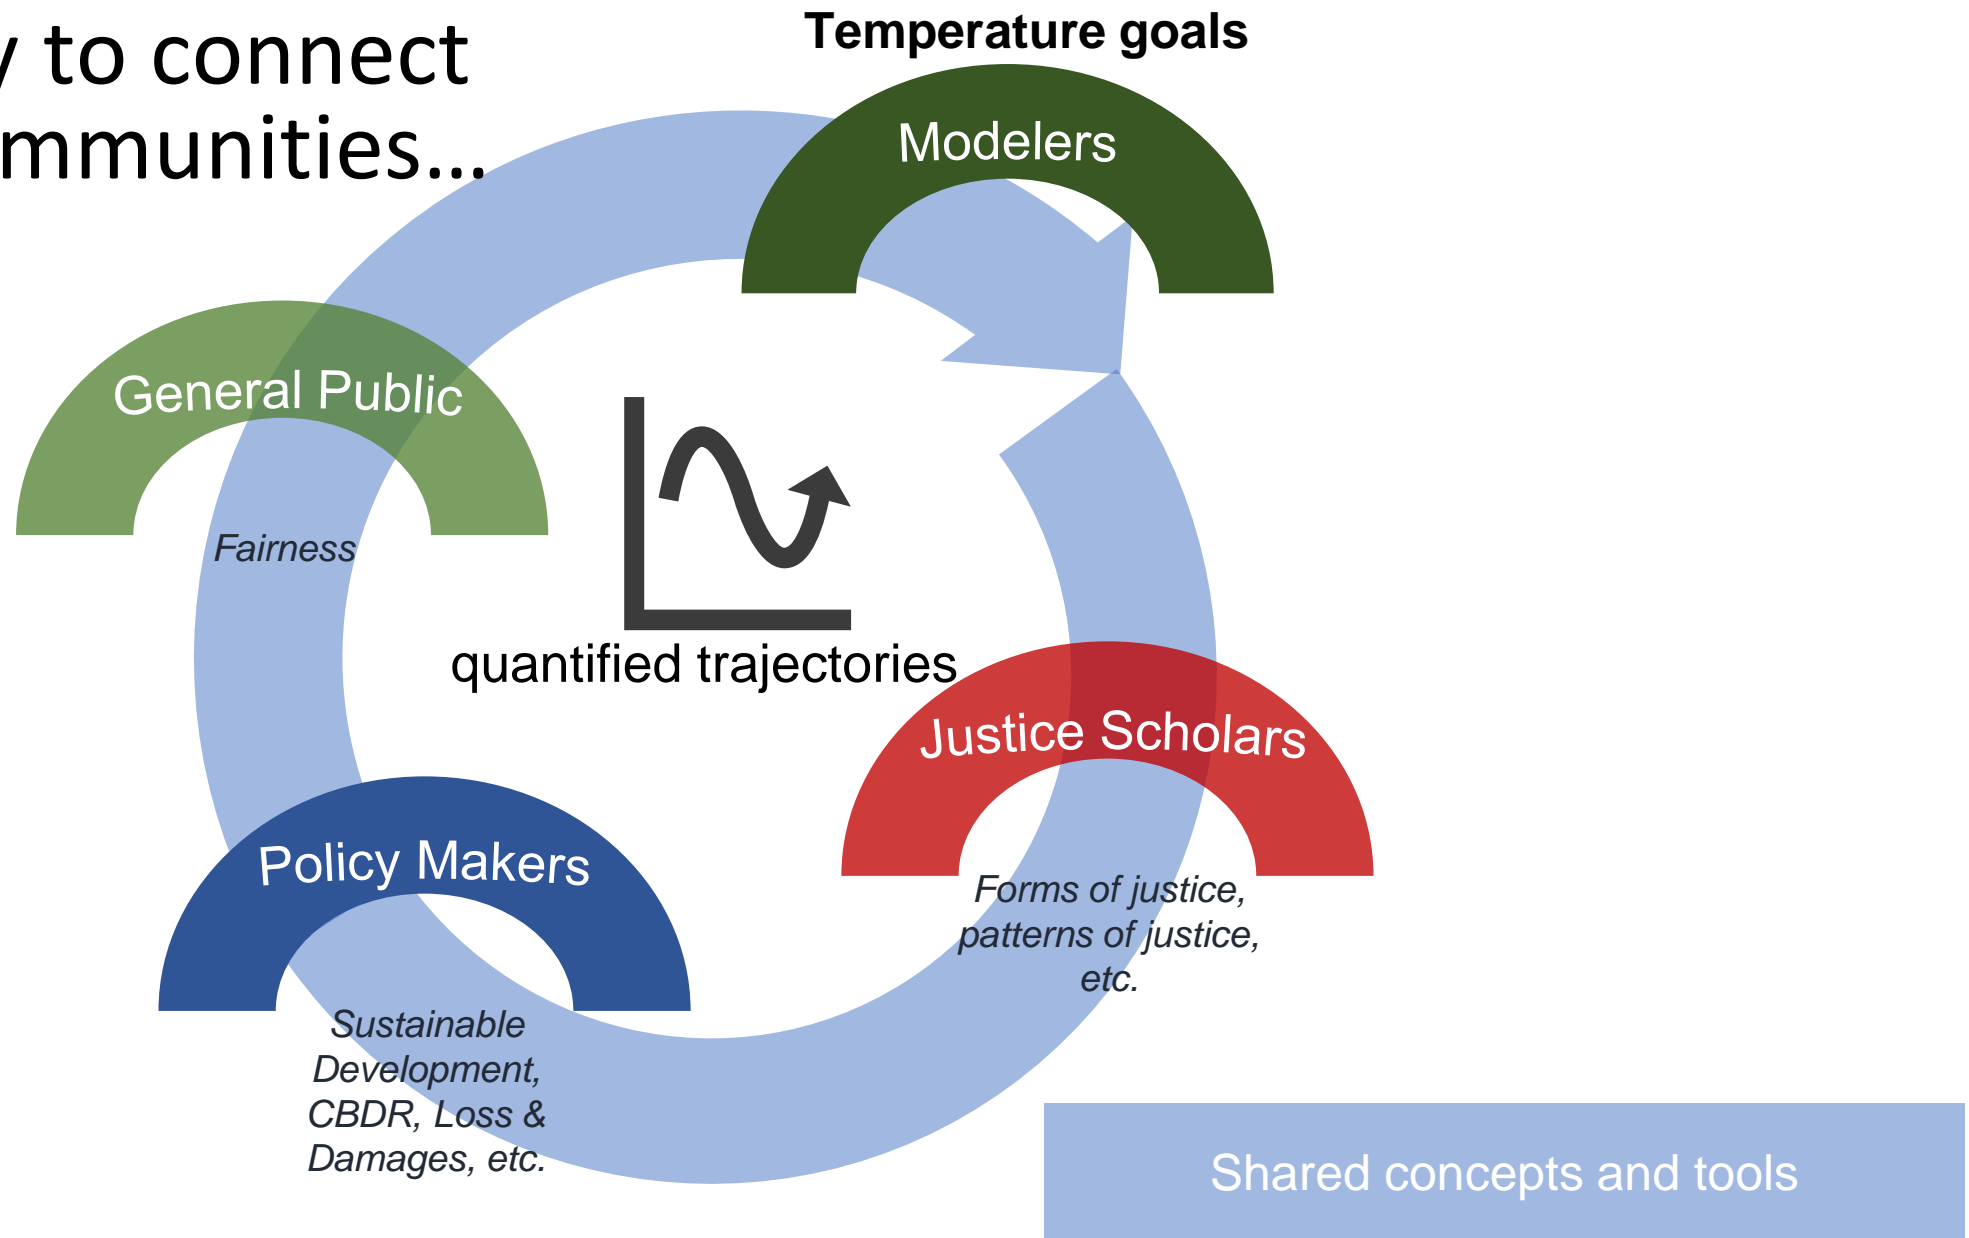 y to connect
mmunities…
Temperature goals
Modelers
General Public
Fairness
quantified trajectories
Justice Scholars
Forms of justice,
patterns of justice,
etc.
Policy Makers
Sustainable
Development,
CBDR, Loss &
Damages, etc.
Shared concepts and tools